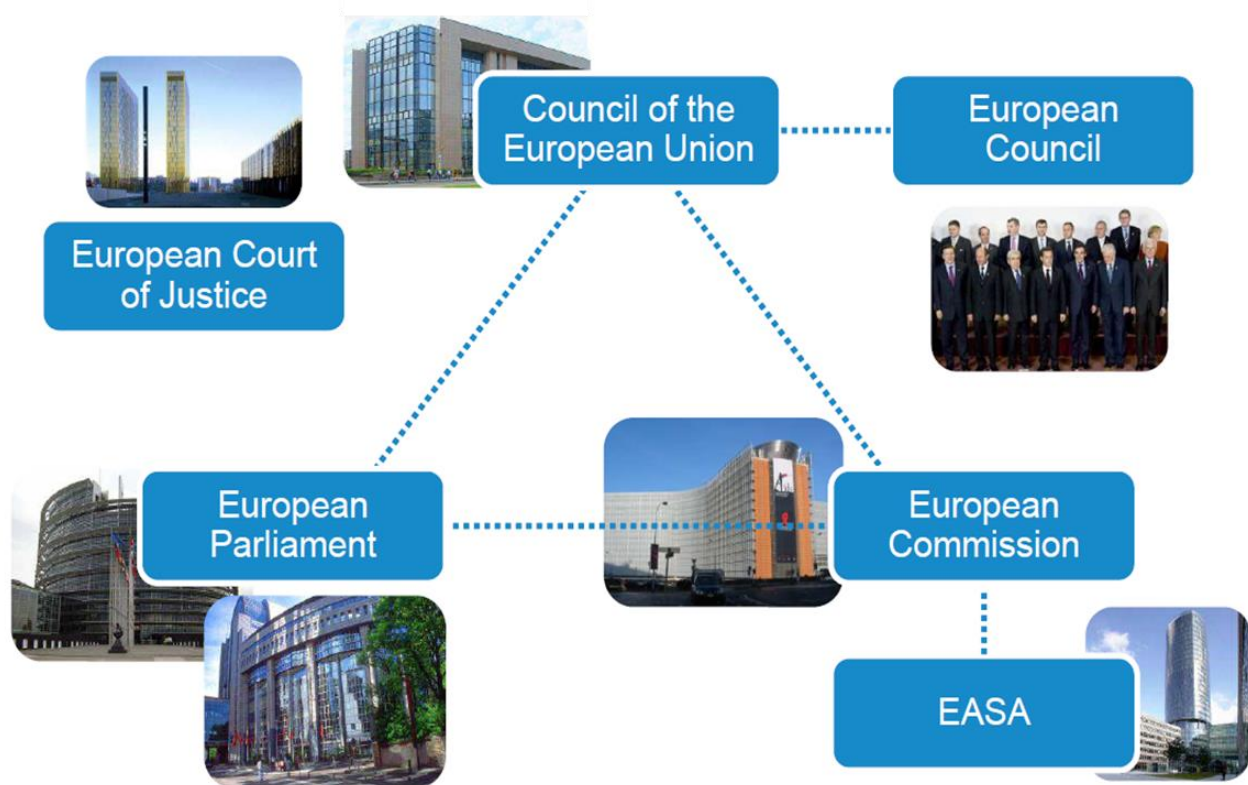 Council of the
European Union
European
Council
European Court
of Justice
European
Parliament
European
Commission
EASA